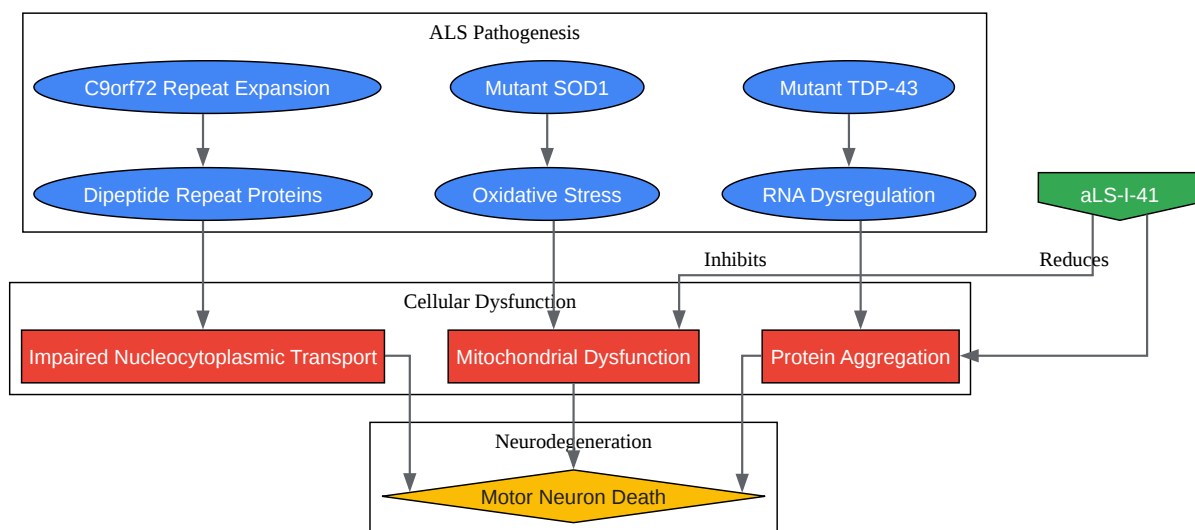 ALS Pathogenesis
C9orf72 Repeat Expansion
Mutant SOD1
Mutant TDP-43
Dipeptide Repeat Proteins
Oxidative Stress
RNA Dysregulation
aLS-I-41
Inhibits
Reduces
Cellular Dysfunction
Impaired Nucleocytoplasmic Transport
Mitochondrial Dysfunction
Protein Aggregation
Neurodegeneration
Motor Neuron Death